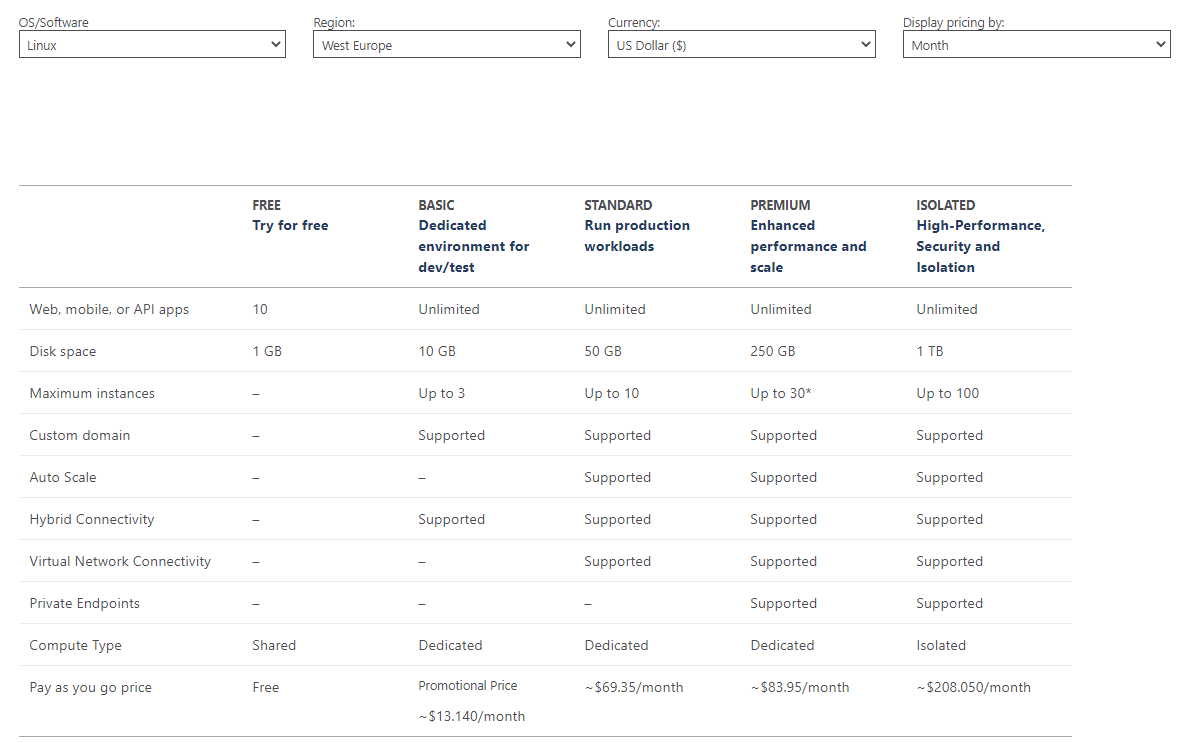 OS/Software Region: Currency: Display pricing by:
Linux West Europe US Dollar ($) Month
FREE BASIC STANDARD PREMIUM ISOLATED
Try for free Dedicated Run production Enhanced High-Performance,
environment for workloads performance and Security and
dev/test scale Isolation
Web, mobile, or API apps 10 Unlimited Unlimited Unlimited Unlimited
Disk space 1 GB 10 GB 50 GB 250 GB 1 TB
Maximum instances – Up to 3 Up to 10 Up to 30* Up to 100
Custom domain – Supported Supported Supported Supported
Auto Scale – – Supported Supported Supported
Hybrid Connectivity – Supported Supported Supported Supported
Virtual Network Connectivity – – Supported Supported Supported
Private Endpoints – – – Supported Supported
Compute Type Shared Dedicated Dedicated Dedicated Isolated
Pay as you go price Free Promotional Price ~$69.35/month ~$83.95/month ~$208.050/month
~$13.140/month